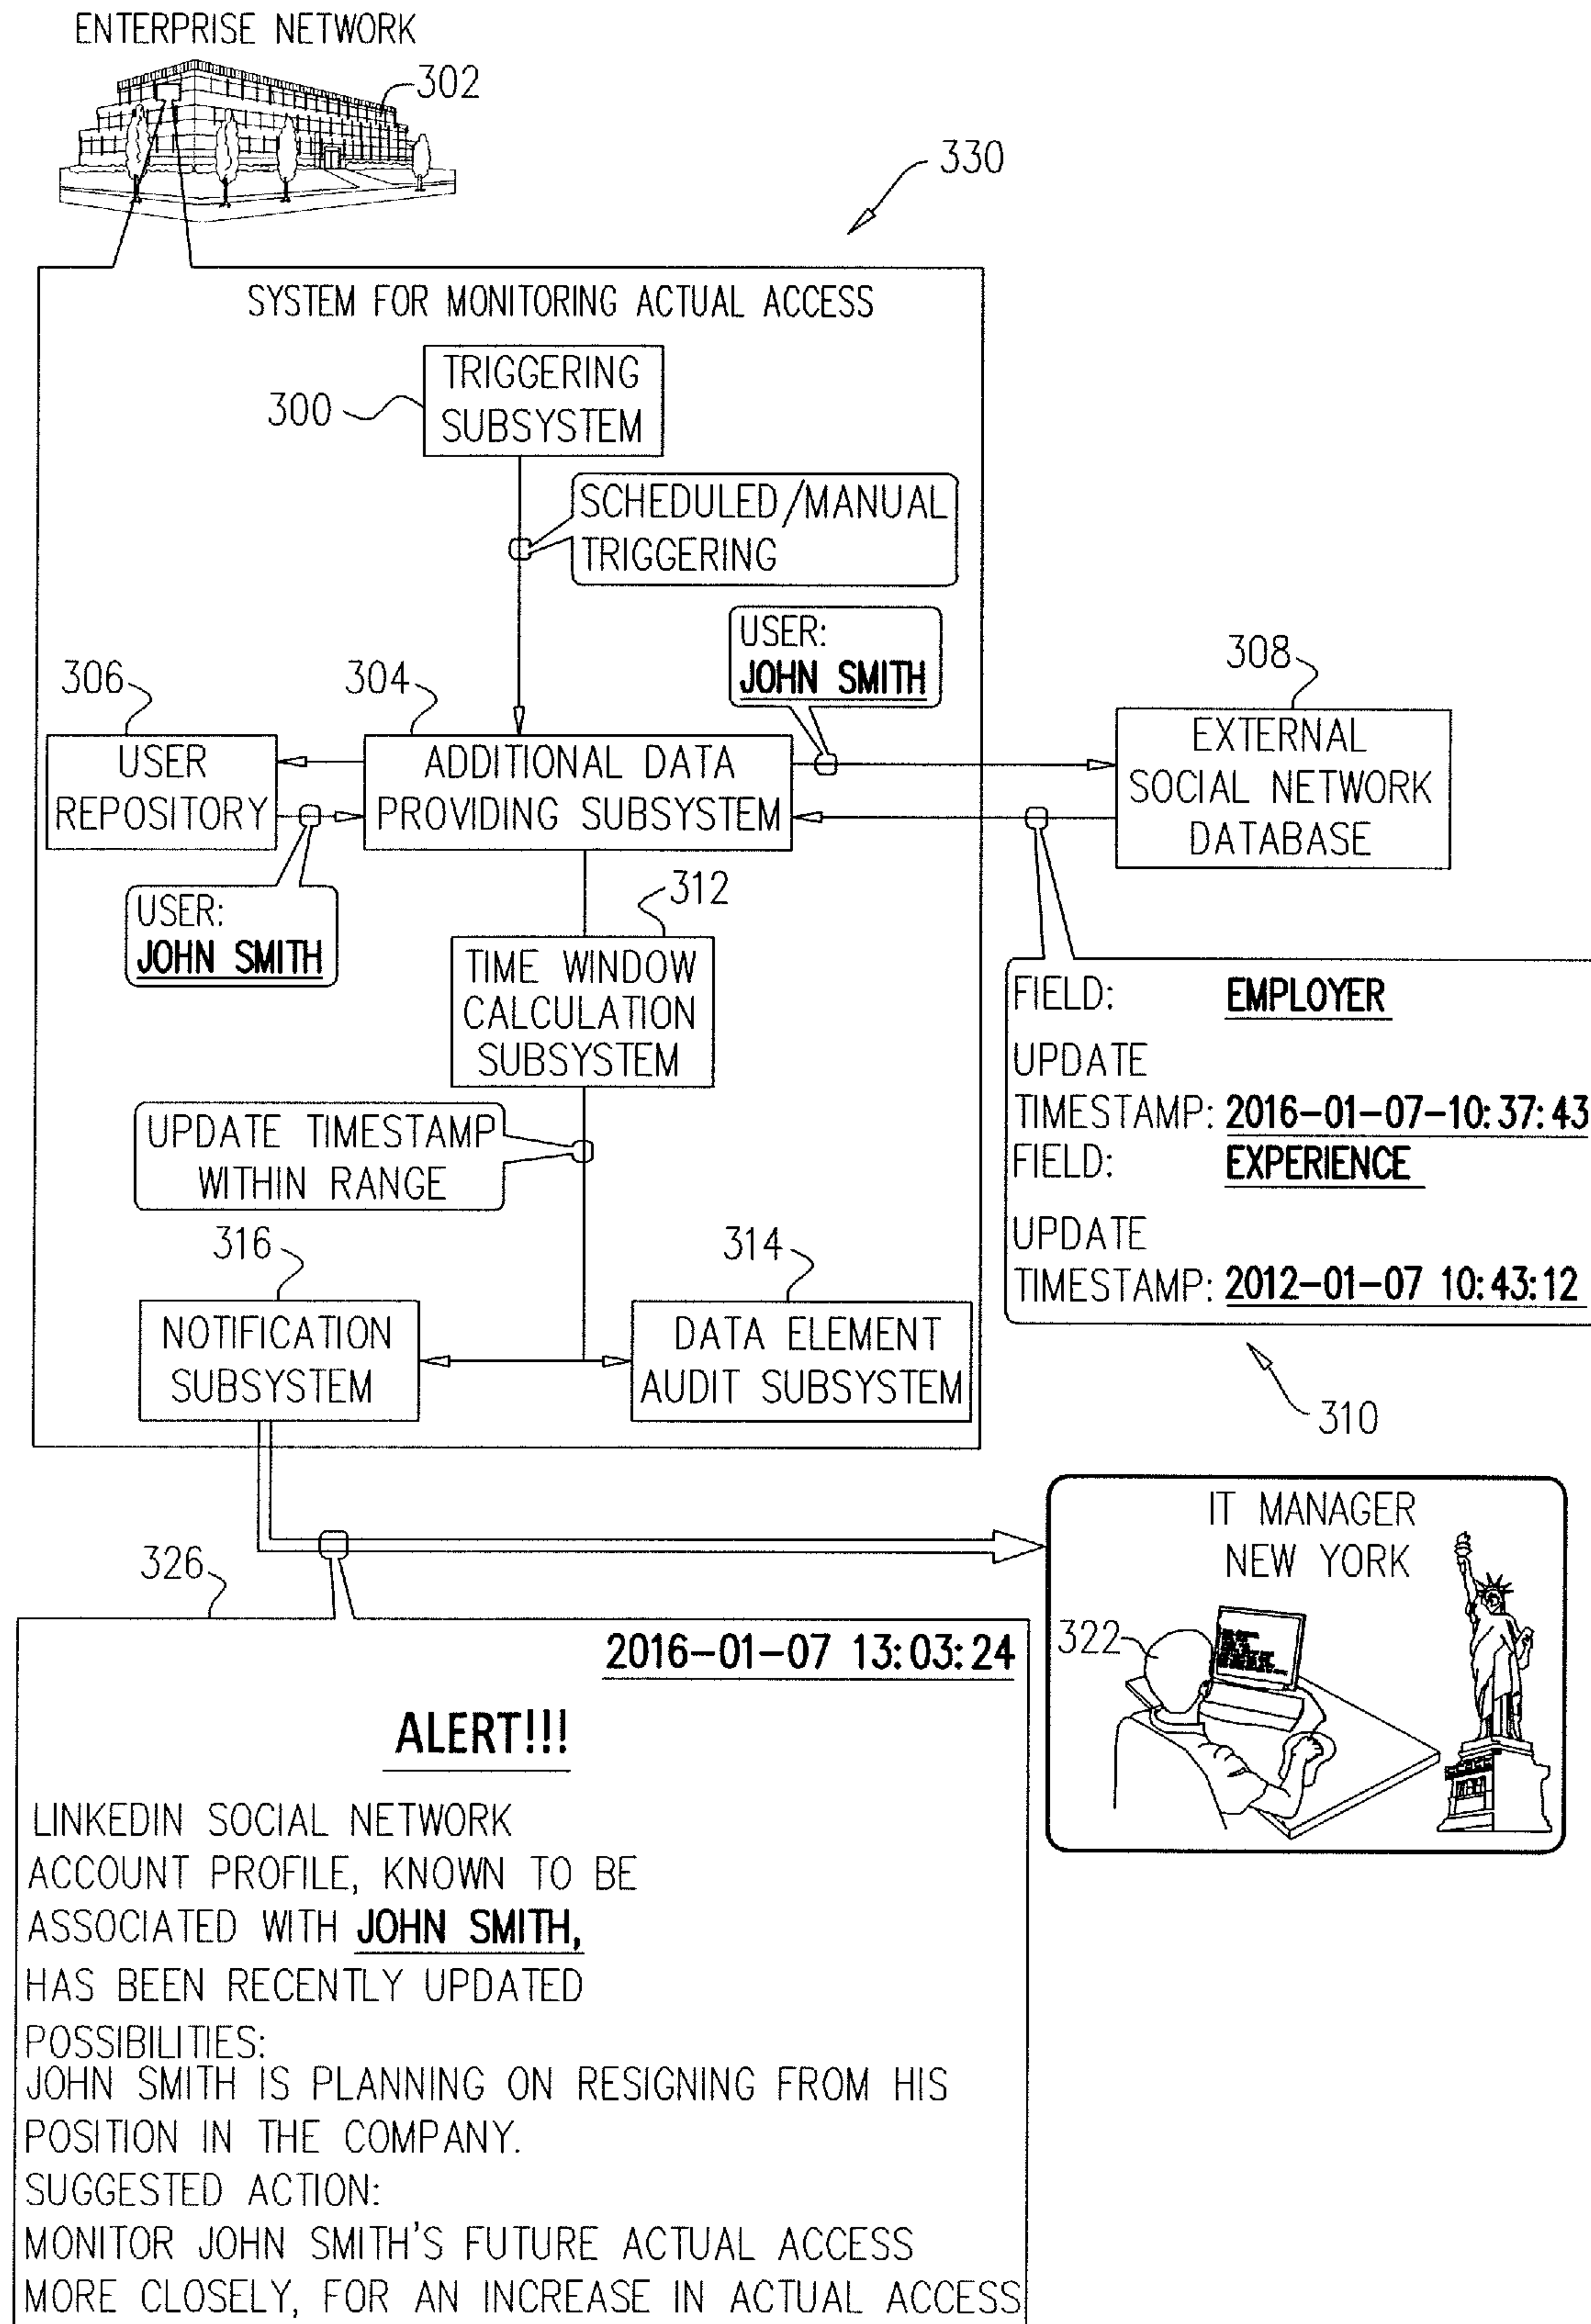 ENTERPRISE NETWORK
302
330
SYSTEM FOR MONITORING ACTUAL ACCESS
TRIGGERING
SUBSYSTEM
300
SCHEDULED/MANUAL
TRIGGERING
USER:
JOHN SMITH
306
304
308
USER
REPOSITORY
ADDITIONAL DATA
PROVIDING SUBSYSTEM
EXTERNAL
SOCIAL NETWORK
DATABASE
USER:
JOHN SMITH
312
TIME WINDOW
CALCULATION
SUBSYSTEM
FIELD: EMPLOYER
UPDATE
TIMESTAMP: 2016-01-07-10:37:43
FIELD: EXPERIENCE
UPDATE
TIMESTAMP: 2012-01-07 10:43:12
310
UPDATE TIMESTAMP
WITHIN RANGE
316
314
NOTIFICATION
SUBSYSTEM
DATA ELEMENT
AUDIT SUBSYSTEM
IT MANAGER
NEW YORK
322
326
2016-01-07 13:03:24
ALERT!!!
LINKEDIN SOCIAL NETWORK
ACCOUNT PROFILE, KNOWN TO BE
ASSOCIATED WITH JOHN SMITH,
HAS BEEN RECENTLY UPDATED
POSSIBILITIES:
JOHN SMITH IS PLANNING ON RESIGNING FROM HIS
POSITION IN THE COMPANY.
SUGGESTED ACTION:
MONITOR JOHN SMITH'S FUTURE ACTUAL ACCESS
MORE CLOSELY, FOR AN INCREASE IN ACTUAL ACCESS